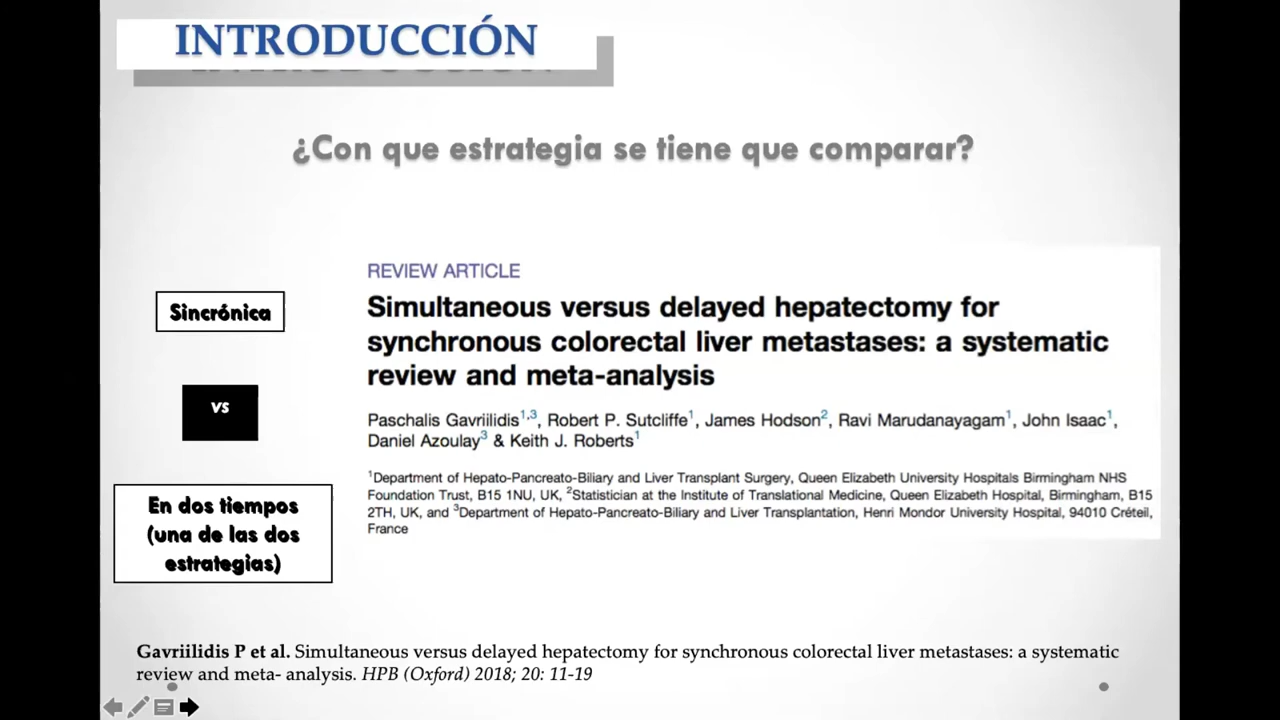 INTRODUCCIÓN
¿Con que estrategia se tiene que comparar?
Sincrónica
vs
En dos tiempos
(una de las dos
estrategias)
REVIEW ARTICLE
Simultaneous versus delayed hepatectomy for
synchronous colorectal liver metastases: a systematic
review and meta-analysis
Paschalis Gavriilidis1,3, Robert P. Sutcliffe1, James Hodson2, Ravi Marudanayagam1, John Isaac1,
Daniel Azoulay3 & Keith J. Roberts1
1Department of Hepato-Pancreato-Biliary and Liver Transplant Surgery, Queen Elizabeth University Hospitals Birmingham NHS
Foundation Trust, B15 1NU, UK, 2Statistician at the Institute of Translational Medicine, Queen Elizabeth Hospital, Birmingham, B15
2TH, UK, and 3Department of Hepato-Pancreato-Biliary and Liver Transplantation, Henri Mondor University Hospital, 94010 Créteil,
France
Gavriilidis P et al. Simultaneous versus delayed hepatectomy for synchronous colorectal liver metastases: a systematic
review and meta- analysis. HPB (Oxford) 2018; 20: 11-19